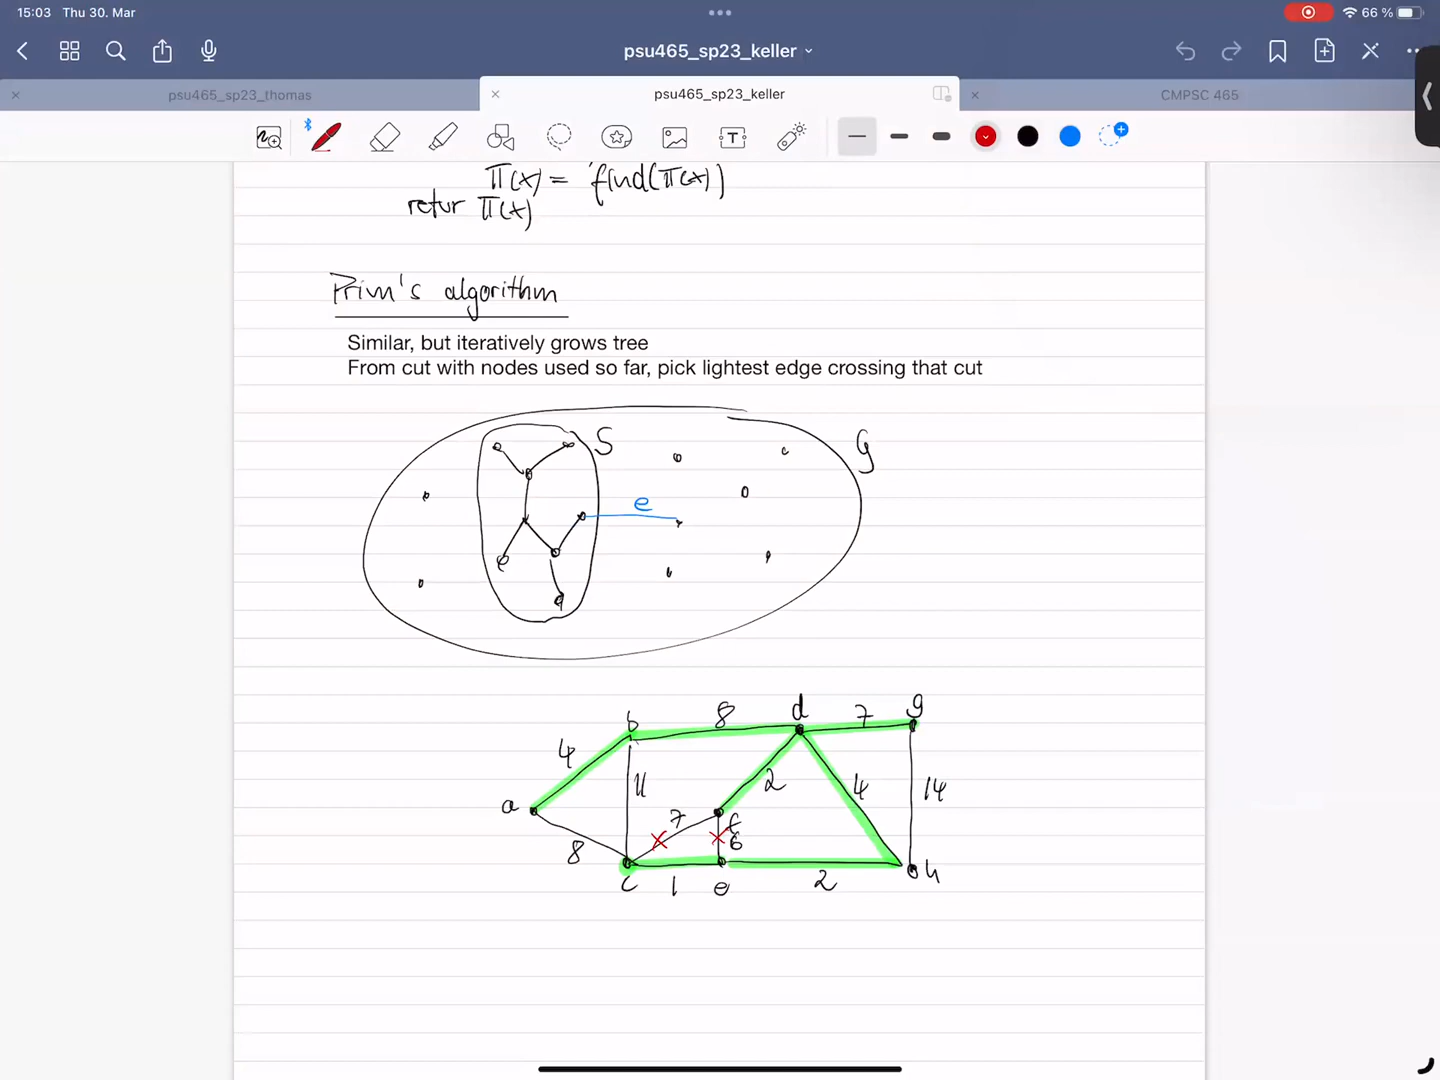 15:03 Thu 30. Mar
66 %
psu465_sp23_keller
psu465_sp23_thomas
psu465_sp23_keller
CMPSC 465
π(x) = find(π(x))
retur π(x)
Prim's algorithm
Similar, but iteratively grows tree
From cut with nodes used so far, pick lightest edge crossing that cut
S
G
e
b 8 d 7 g
4
11 2 4 14
a
7 f
6
8
h
c 1 e 2